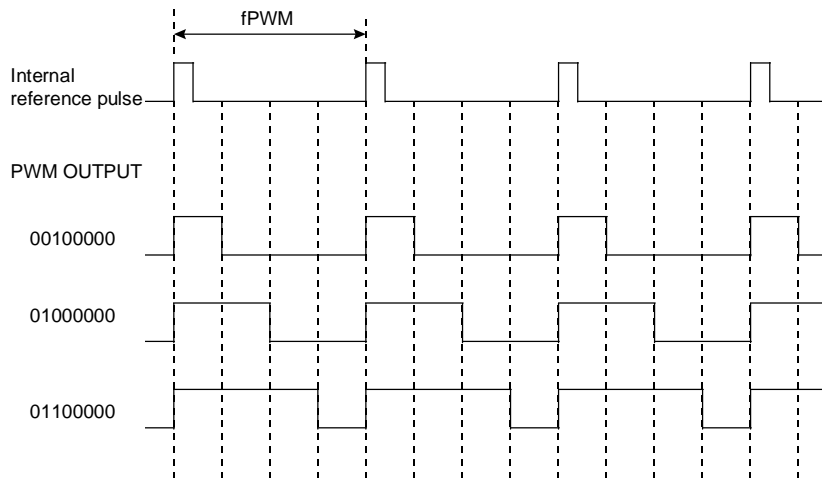 fPWM
Internal
reference pulse
PWM OUTPUT
00100000
01000000
01100000